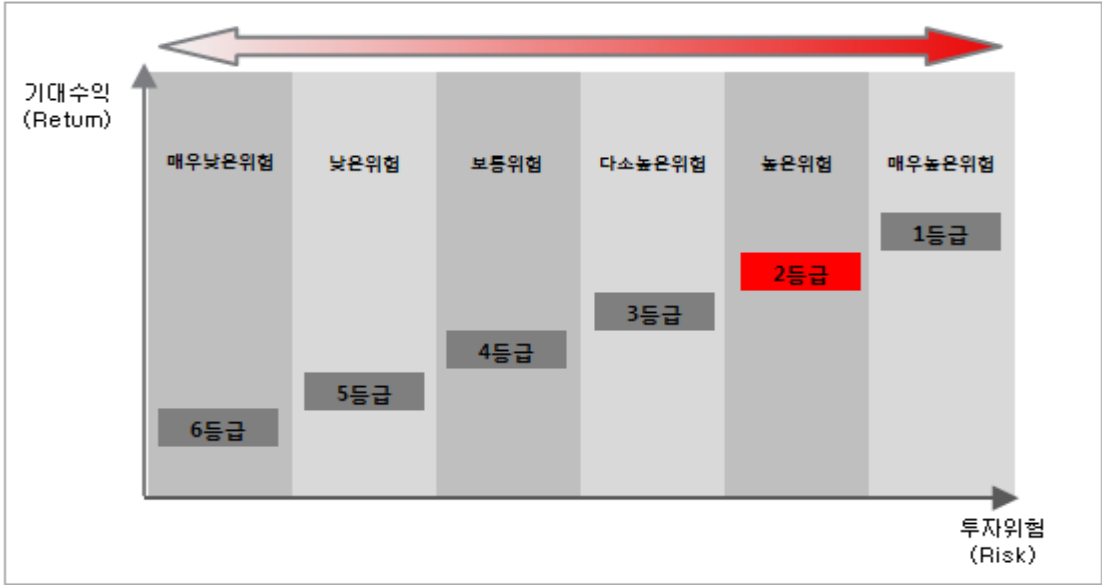 기대수익
(Return)
매우낮은위험
낮은위험
보통위험
다소높은위험
높은위험
매우높은위험
1등급
2등급
3등급
4등급
5등급
6등급
투자위험
(Risk)